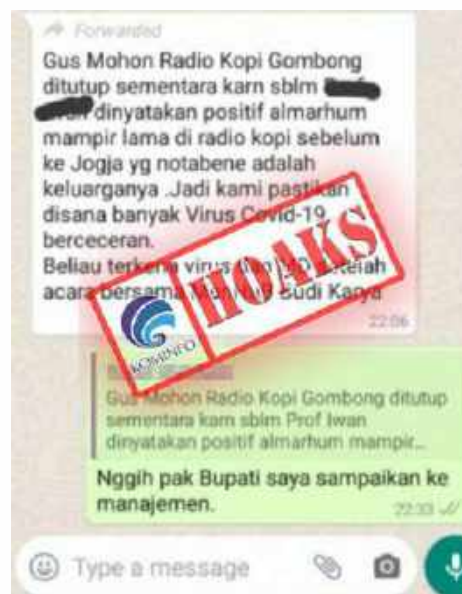 Forwarded
Gus Mohon Radio Kopi Gombong
ditutup sementara karn sblm
dinyatakan positif almarhum
mampir lama di radio kopi sebelum
ke Jogja yg notabene adalah
keluarganya .Jadi kami pastikan
disana banyak Virus Covid-19
berceceran.
Beliau terkena virus dari setelah
acara bersama Budi Karya
22:06
HOAKS
KOMINFO
Gus Mohon Radio Kopi Gombong ditutup
sementara karn sblm Prof Iwan
dinyatakan positif almarhum mampir...
Nggih pak Bupati saya sampaikan ke
manajemen.
22:33
Type a message